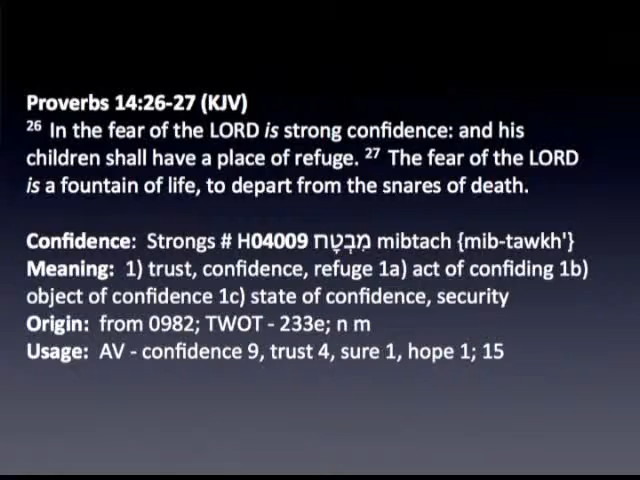 Proverbs 14:26-27 (KJV)
26 In the fear of the LORD is strong confidence: and his
children shall have a place of refuge. 27 The fear of the LORD
is a fountain of life, to depart from the snares of death.
Confidence: Strongs # H04009 מִבְטָח mibtach {mib-tawkh'}
Meaning: 1) trust, confidence, refuge 1a) act of confiding 1b)
object of confidence 1c) state of confidence, security
Origin: from 0982; TWOT - 233e; n m
Usage: AV - confidence 9, trust 4, sure 1, hope 1; 15